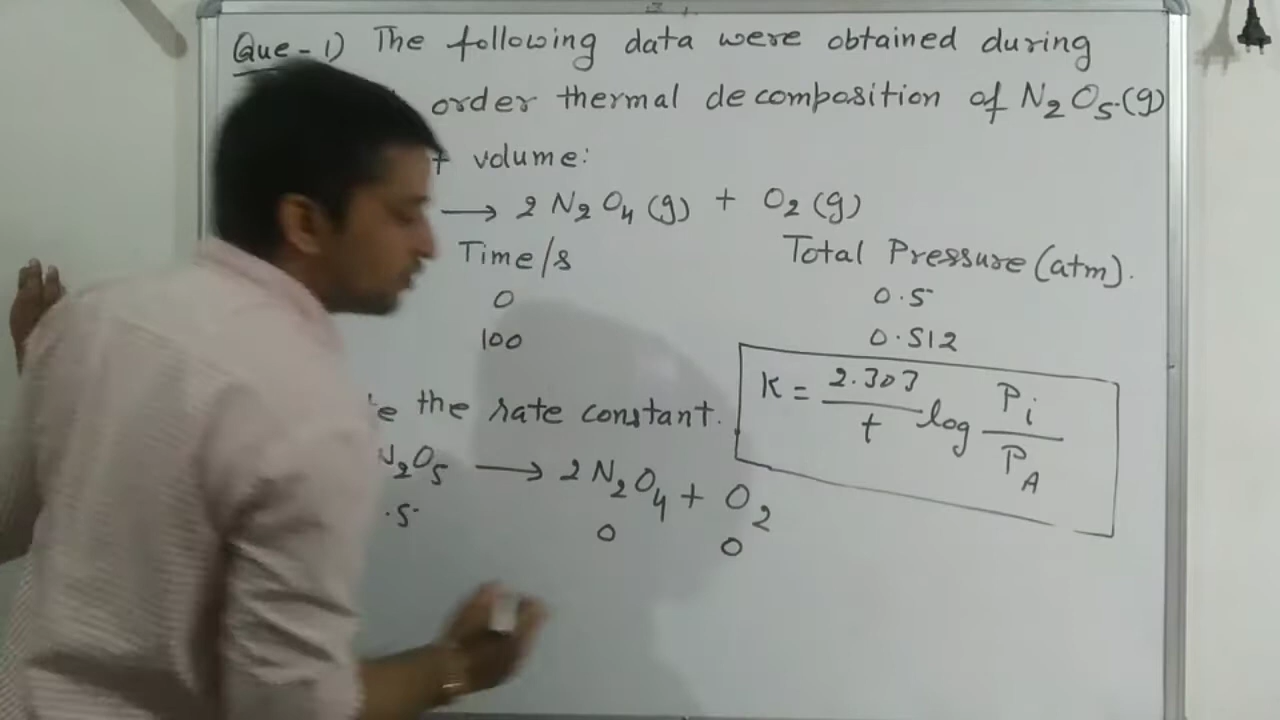 Que-1) The following data were obtained during
order thermal decomposition of N₂O₅(g)
volume:
⟶ 2 N₂O₄(g) + O₂(g)
Time/s Total Pressure (atm).
0 0.5
100 0.512
the rate constant.
K = 2.303/t log Pᵢ/P_A
N₂O₅ ⟶ 2 N₂O₄ + O₂
.5 0 0